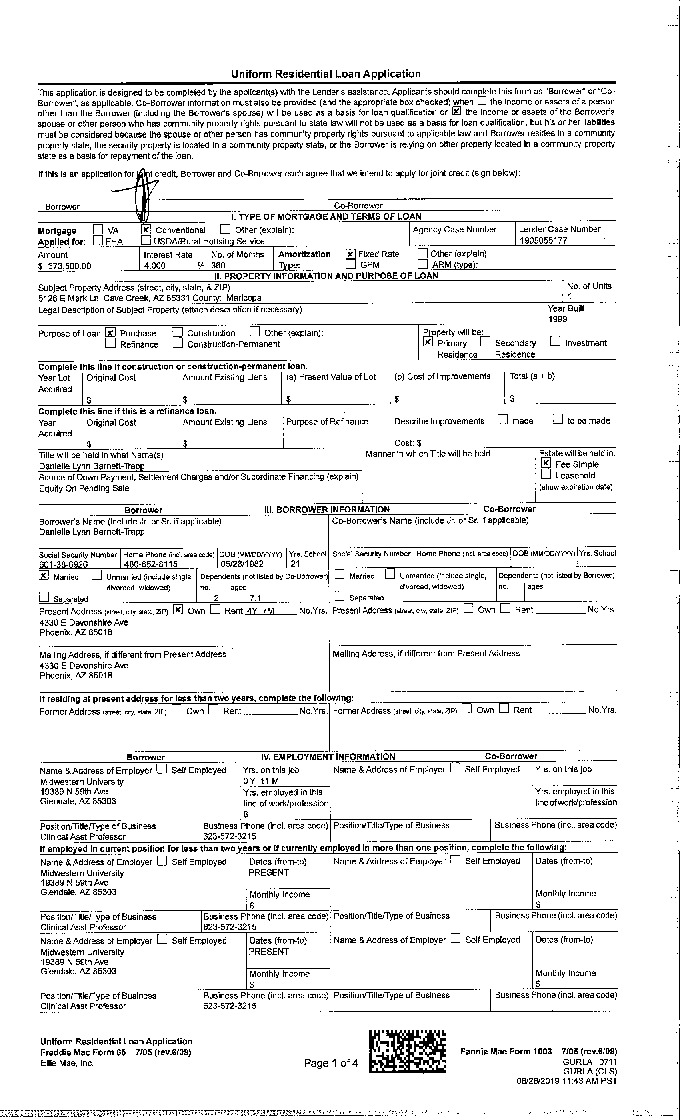 Uniform Residential Loan Application
This application is designed to be completed by the applicant(s) with the Lender's assistance. Applicants should complete this form as "Borrower" or "Co-
Borrower", as applicable. Co-Borrower information must also be provided (and the appropriate box checked) when the income or assets of a person
other than the Borrower (including the Borrower's spouse) will be used as a basis for loan qualification or the income or assets of the Borrower's
spouse or other person who has community property rights pursuant to state law will not be used as a basis for loan qualification, but his or her liabilities
must be considered because the spouse or other person has community property rights pursuant to applicable law and Borrower resides in a community
property state, the security property is located in a community property state, or the Borrower is relying on other property located in a community property
state as a basis for repayment of the loan.
If this is an application for joint credit, Borrower and Co-Borrower each agree that we intend to apply for joint credit (sign below):
Borrower Co-Borrower
I. TYPE OF MORTGAGE AND TERMS OF LOAN
Mortgage VA Conventional Other (explain): Agency Case Number Lender Case Number
Applied for: FHA USDA/Rural Housing Service 1905055177
Amount Interest Rate No. of Months Amortization Fixed Rate Other (explain)
$ 4.000 % 360 Type: GPM ARM (type):
II. PROPERTY INFORMATION AND PURPOSE OF LOAN
Subject Property Address (street, city, state, & ZIP) No. of Units
5126 E Mark Ln Cave Creek, AZ 85331 County: Maricopa
Legal Description of Subject Property (attach description if necessary) Year Built
1999
Purpose of Loan Purchase Construction Other (explain): Property will be:
Refinance Construction-Permanent Primary Residence Secondary Residence Investment
Complete this line if construction or construction-permanent loan.
Year Lot Acquired Original Cost Amount Existing Liens (a) Present Value of Lot (b) Cost of Improvements Total (a + b)
$ $ $ $ $
Complete this line if this is a refinance loan.
Year Acquired Original Cost Amount Existing Liens Purpose of Refinance Describe Improvements made to be made
$ $ Cost: $
Title will be held in what Name(s) Manner in which Title will be held Estate will be held in:
Danielle Lynn Barnett-Trapp Fee Simple
Source of Down Payment, Settlement Charges and/or Subordinate Financing (explain) Leasehold
Equity On Pending Sale (show expiration date)
Borrower III. BORROWER INFORMATION Co-Borrower
Borrower's Name (include Jr. or Sr. if applicable) Co-Borrower's Name (include Jr. or Sr. if applicable)
Danielle Lynn Barnett-Trapp
Social Security Number Home Phone (incl. area code) DOB (MM/DD/YYYY) Yrs. School Social Security Number Home Phone (incl. area code) DOB (MM/DD/YYYY) Yrs. School
05/28/1982 21
Married Unmarried (include single, divorced, widowed) Dependents (not listed by Co-Borrower) Married Unmarried (include single, divorced, widowed) Dependents (not listed by Borrower)
no. ages no. ages
Separated 2 7,1 Separated
Present Address (street, city, state, ZIP) Own Rent No. Yrs. Present Address (street, city, state, ZIP) Own Rent No. Yrs.
4330 E Devonshire Ave
Phoenix, AZ 85018
Mailing Address, if different from Present Address Mailing Address, if different from Present Address
4330 E Devonshire Ave
Phoenix, AZ 85018
If residing at present address for less than two years, complete the following:
Former Address (street, city, state, ZIP) Own Rent No. Yrs. Former Address (street, city, state, ZIP) Own Rent No. Yrs.
Borrower IV. EMPLOYMENT INFORMATION Co-Borrower
Name & Address of Employer Self Employed Yrs. on this job Name & Address of Employer Self Employed Yrs. on this job
Midwestern University 0Y 11M
19389 N 59th Ave Yrs. employed in this line of work/profession Yrs. employed in this line of work/profession
Glendale, AZ 85303
Position/Title/Type of Business Business Phone (incl. area code) Position/Title/Type of Business Business Phone (incl. area code)
Clinical Asst Professor 623-572-3215
If employed in current position for less than two years or if currently employed in more than one position, complete the following:
Name & Address of Employer Self Employed Dates (from-to) Name & Address of Employer Self Employed Dates (from-to)
Midwestern University PRESENT
19389 N 59th Ave
Glendale, AZ 85303 Monthly Income Monthly Income
$ $
Position/Title/Type of Business Business Phone (incl. area code) Position/Title/Type of Business Business Phone (incl. area code)
Clinical Asst Professor 623-572-3215
Name & Address of Employer Self Employed Dates (from-to) Name & Address of Employer Self Employed Dates (from-to)
Midwestern University PRESENT
19389 N 59th Ave
Glendale, AZ 85303 Monthly Income Monthly Income
$ $
Position/Title/Type of Business Business Phone (incl. area code) Position/Title/Type of Business Business Phone (incl. area code)
Clinical Asst Professor 623-572-3215
Uniform Residential Loan Application
Freddie Mac Form 65 7/05 (rev.6/09) Fannie Mae Form 1003 7/05 (rev.6/09)
Ellie Mae, Inc. Page 1 of 4 GURLA 0711
GURLA (CLS)
06/26/2019 11:43 AM PST